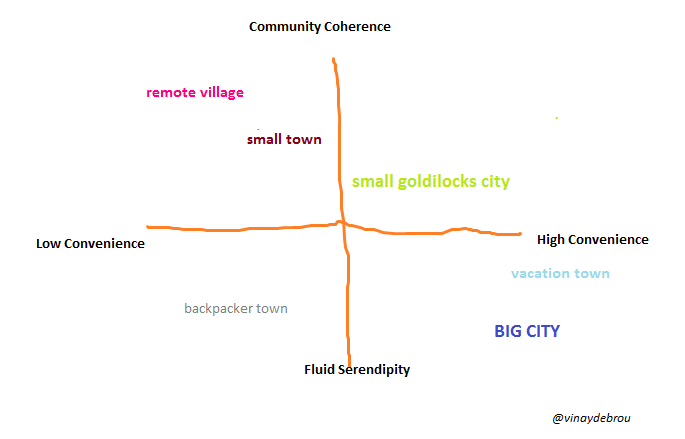 Community Coherence
remote village
small town
small goldilocks city
Low Convenience
High Convenience
vacation town
backpacker town
BIG CITY
Fluid Serendipity
@vinaydebrou